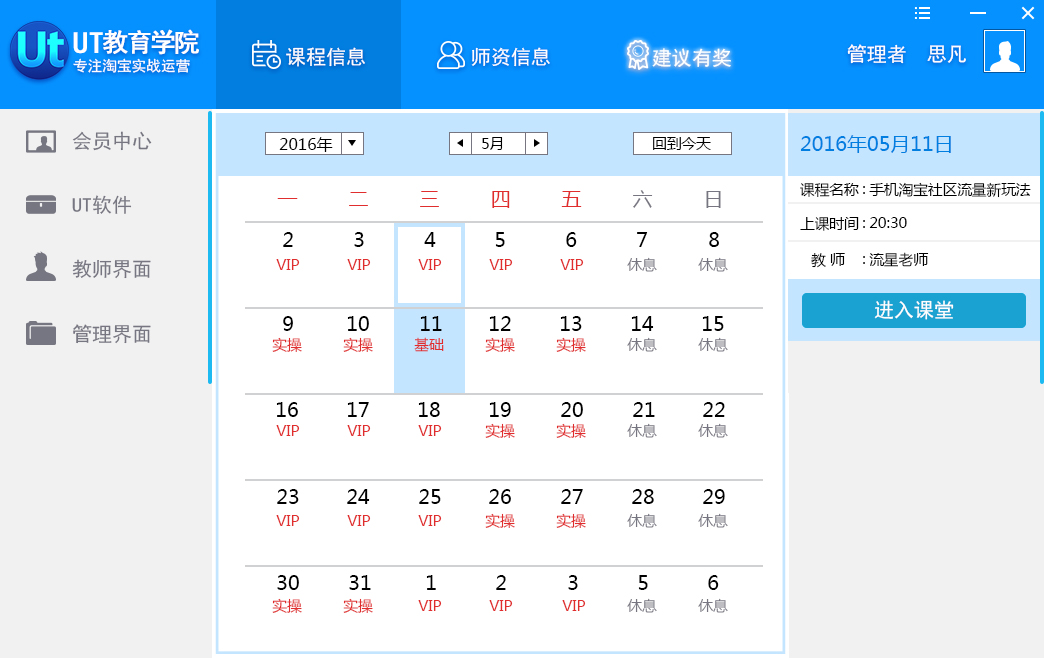 Ut UT教育学院
专注淘宝实战运营
课程信息
师资信息
建议有奖
管理者 思凡
会员中心
UT软件
教师界面
管理界面
2016年 5月 回到今天
一 二 三 四 五 六 日
2 3 4 5 6 7 8
VIP VIP VIP VIP VIP 休息 休息
9 10 11 12 13 14 15
实操 实操 基础 实操 实操 休息 休息
16 17 18 19 20 21 22
VIP VIP VIP 实操 实操 休息 休息
23 24 25 26 27 28 29
VIP VIP VIP 实操 实操 休息 休息
30 31 1 2 3 5 6
实操 实操 VIP VIP VIP 休息 休息
2016年05月11日
课程名称 : 手机淘宝社区流量新玩法
上课时间 : 20:30
教 师 : 流星老师
进入课堂